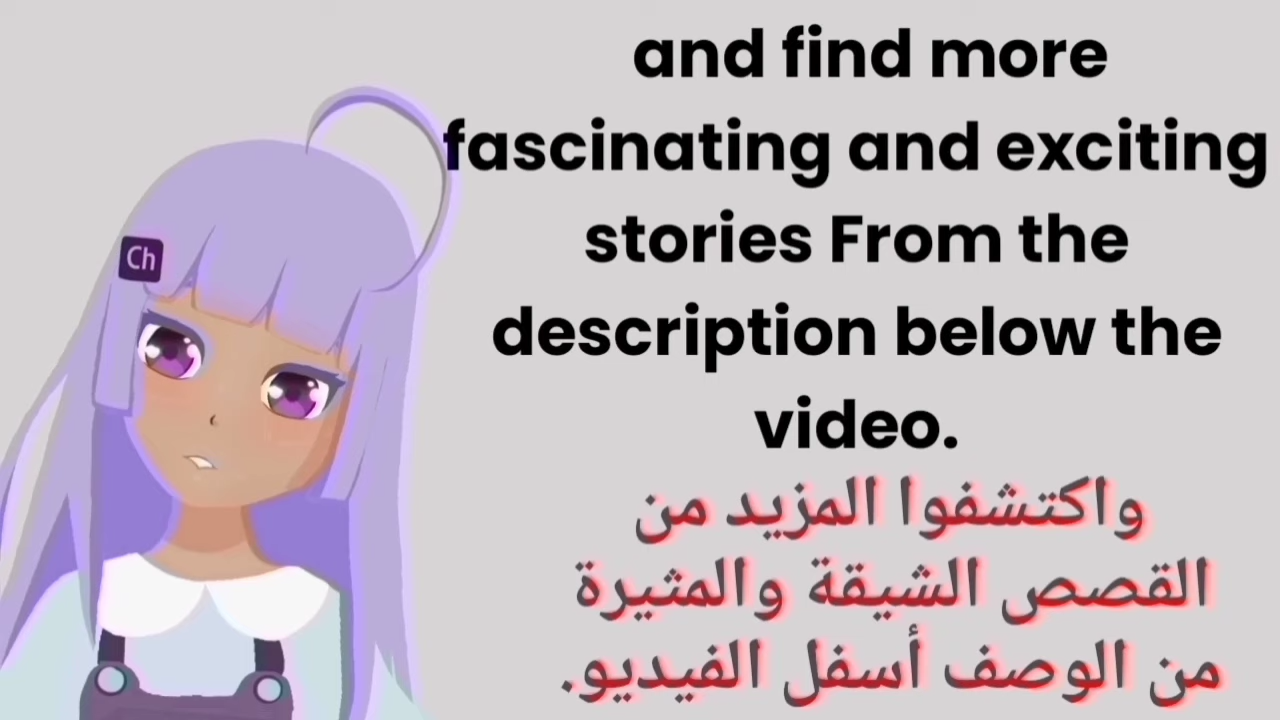 and find more
fascinating and exciting
stories From the
description below the
video.
واكتشفوا المزيد من
القصص الشيقة والمثيرة
من الوصف أسفل الفيديو.
Ch